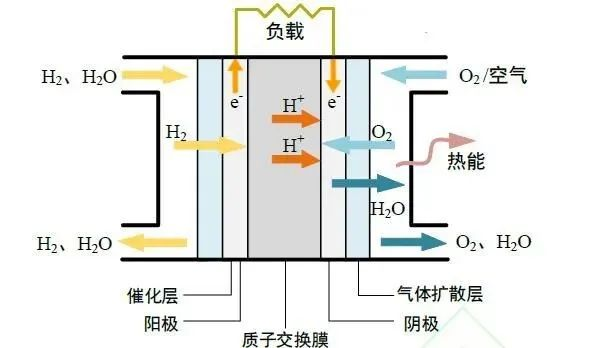 负载
H₂、H₂O
O₂/空气
e⁻
e⁻
H⁺
H₂
H⁺
O₂
热能
H₂O
H₂、H₂O
O₂、H₂O
催化层
气体扩散层
阳极
阴极
质子交换膜